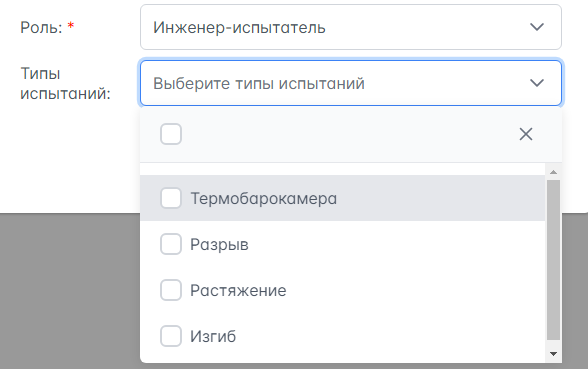 Роль: *
Инженер-испытатель
Типы
испытаний:
Выберите типы испытаний
Термобарокамера
Разрыв
Растяжение
Изгиб